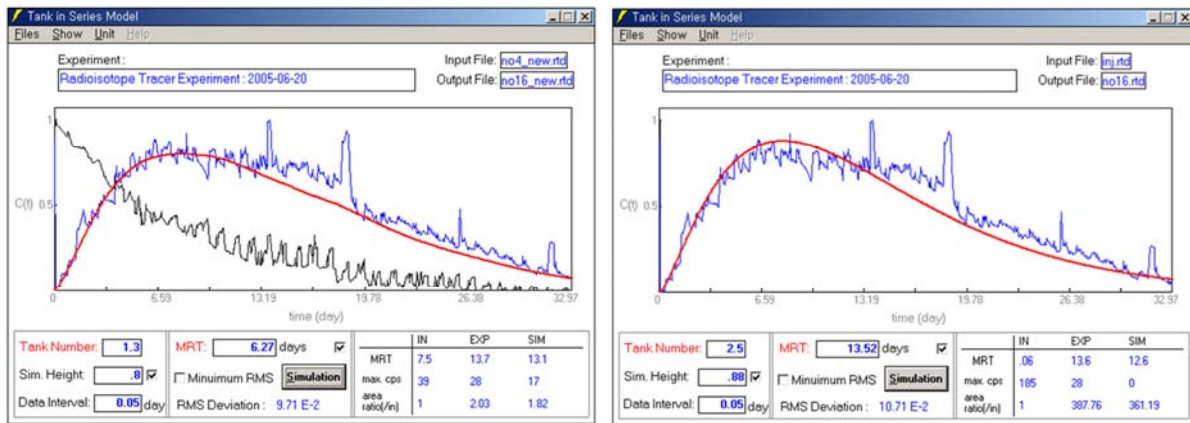 Tank in Series Model
Files Show Unit Help
Experiment :
Input File: no4_new.rtd
Radioisotope Tracer Experiment : 2005-06-20
Output File: no16_new.rtd
1
C(t) 0.5
0 6.59 13.19 19.78 26.38 32.97
time (day)
Tank Number: 1.3
Sim. Height: .8
Data Interval: 0.05 day
MRT: 6.27 days
Minuimum RMS Simulation
RMS Deviation : 9.71 E-2
IN EXP SIM
MRT 7.5 13.7 13.1
max. cps 39 28 17
area ratio(/in) 1 2.03 1.82
Tank in Series Model
Files Show Unit Help
Experiment :
Input File: inj.rtd
Radioisotope Tracer Experiment : 2005-06-20
Output File: no16.rtd
1
C(t) 0.5
0 6.59 13.19 19.78 26.38 32.97
time (day)
Tank Number: 2.5
Sim. Height: .88
Data Interval: 0.05 day
MRT: 13.52 days
Minuimum RMS Simulation
RMS Deviation : 10.71 E-2
IN EXP SIM
MRT .06 13.6 12.6
max. cps 185 28 0
area ratio(/in) 1 387.76 361.19